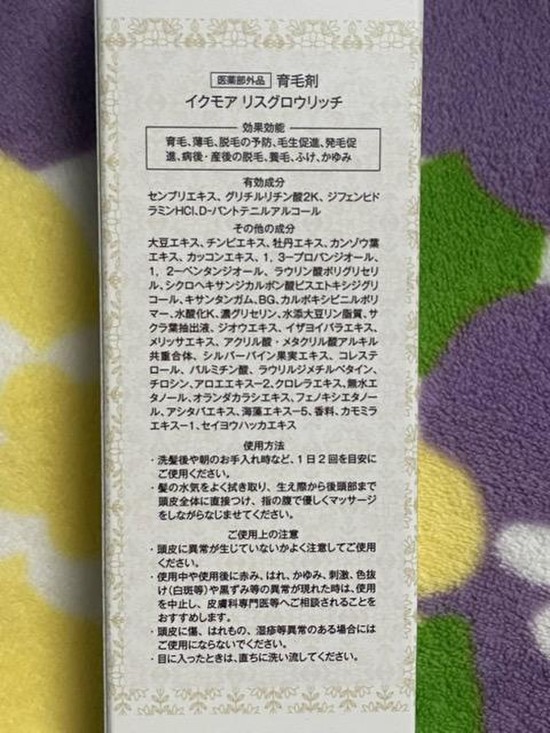 医薬部外品 育毛剤
イクモア リスグロウリッチ
効果効能
育毛、薄毛、脱毛の予防、毛生促進、発毛促
進、病後・産後の脱毛、養毛、ふけ、かゆみ
有効成分
センブリエキス、グリチルリチン酸2K、ジフェンヒド
ラミンHCl、D-パントテニルアルコール
その他の成分
大豆エキス、チンピエキス、牡丹エキス、カンゾウ葉
エキス、カッコンエキス、1，3-プロパンジオール、
1，2-ペンタンジオール、ラウリン酸ポリグリセリ
ル、シクロヘキサンジカルボン酸ビスエトキシジグリ
コール、キサンタンガム、BG、カルボキシビニルポリ
マー、水酸化K、濃グリセリン、水添大豆リン脂質、サ
クラ葉抽出液、ジオウエキス、イザヨイバラエキス、
メリッサエキス、アクリル酸・メタクリル酸アルキル
共重合体、シルバーバイン果実エキス、コレステ
ロール、パルミチン酸、ラウリルジメチルベタイン、
チロシン、アロエエキス-2、クロレラエキス、無水エ
タノール、オランダカラシエキス、フェノキシエタノー
ル、アシタバエキス、海藻エキス-5、香料、カモミラ
エキス-1、セイヨウハッカエキス
使用方法
・洗髪後や朝のお手入れ時など、1日2回を目安に
ご使用ください。
・髪の水気をよく拭き取り、生え際から後頭部まで
頭皮全体に直接つけ、指の腹で優しくマッサージ
をしながらなじませてください。
ご使用上の注意
・頭皮に異常が生じていないかよく注意してご使用
ください。
・使用中や使用後に赤み、はれ、かゆみ、刺激、色抜
け(白斑等)や黒ずみ等の異常が現れた時は、使用
を中止し、皮膚科専門医等へご相談されることを
おすすめします。
・頭皮に傷、はれもの、湿疹等異常のある場合には
ご使用にならないでください。
・目に入ったときは、直ちに洗い流してください。